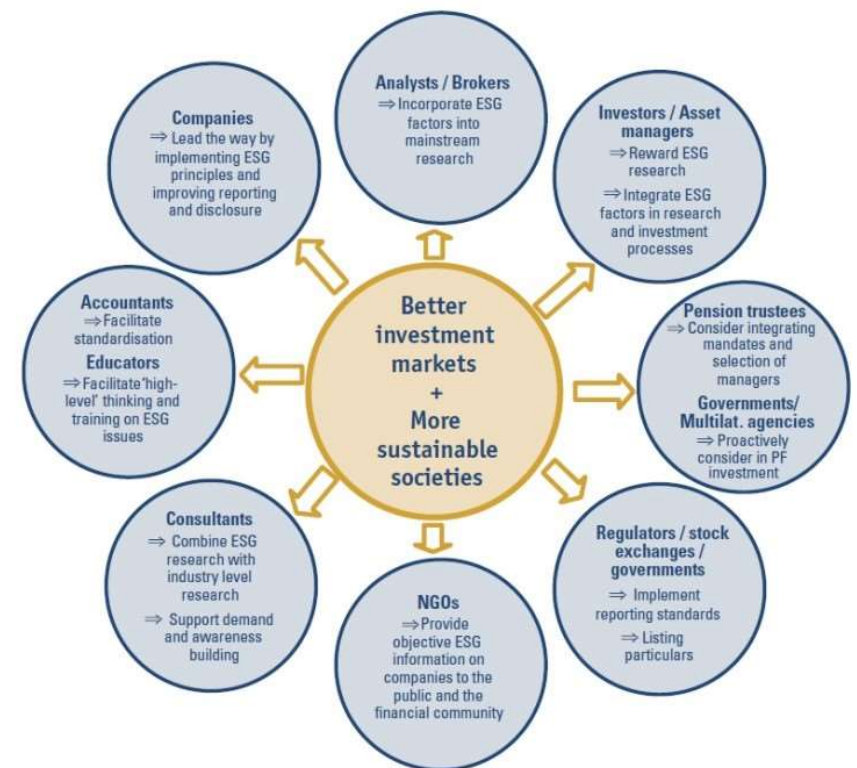 Analysts / Brokers
⇒ Incorporate ESG
factors into
mainstream
research
Investors / Asset
managers
⇒ Reward ESG
research
⇒ Integrate ESG
factors in research
and investment
processes
Pension trustees
⇒ Consider integrating
mandates and
selection of
managers
Governments/
Multilat. agencies
⇒ Proactively
consider in PF
investment
Regulators / stock
exchanges /
governments
⇒ Implement
reporting standards
⇒ Listing
particulars
NGOs
⇒ Provide
objective ESG
information on
companies to the
public and the
financial community
Consultants
⇒ Combine ESG
research with
industry level
research
⇒ Support demand
and awareness
building
Accountants
⇒ Facilitate
standardisation
Educators
⇒ Facilitate ‘high-
level’ thinking and
training on ESG
issues
Companies
⇒ Lead the way by
implementing ESG
principles and
improving reporting
and disclosure
Better
investment
markets
+
More
sustainable
societies